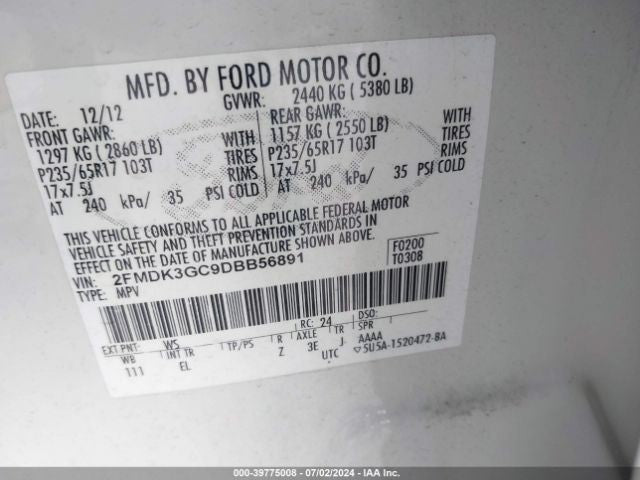 MFD. BY FORD MOTOR CO.
DATE: 12/12 GVWR: 2440 KG ( 5380 LB)
FRONT GAWR: REAR GAWR:
1297 KG ( 2860 LB) WITH 1157 KG ( 2550 LB) WITH
P235/65R17 103T TIRES P235/65R17 103T TIRES
17x7.5J RIMS 17x7.5J RIMS
AT 240 kPa/ 35 PSI COLD AT 240 kPa/ 35 PSI COLD
THIS VEHICLE CONFORMS TO ALL APPLICABLE FEDERAL MOTOR
VEHICLE SAFETY AND THEFT PREVENTION STANDARDS IN
EFFECT ON THE DATE OF MANUFACTURE SHOWN ABOVE.
VIN: 2FMDK3GC9DBB56891 F0200
TYPE: MPV T0308
EXT PNT: WS RC: 24 DSO:
WB INT TR TP/PS R AXLE TR SPR
111 EL Z 3E J AAAA
UTC 5U5A-1520472-BA
000-39775008 - 07/02/2024 - IAA Inc.